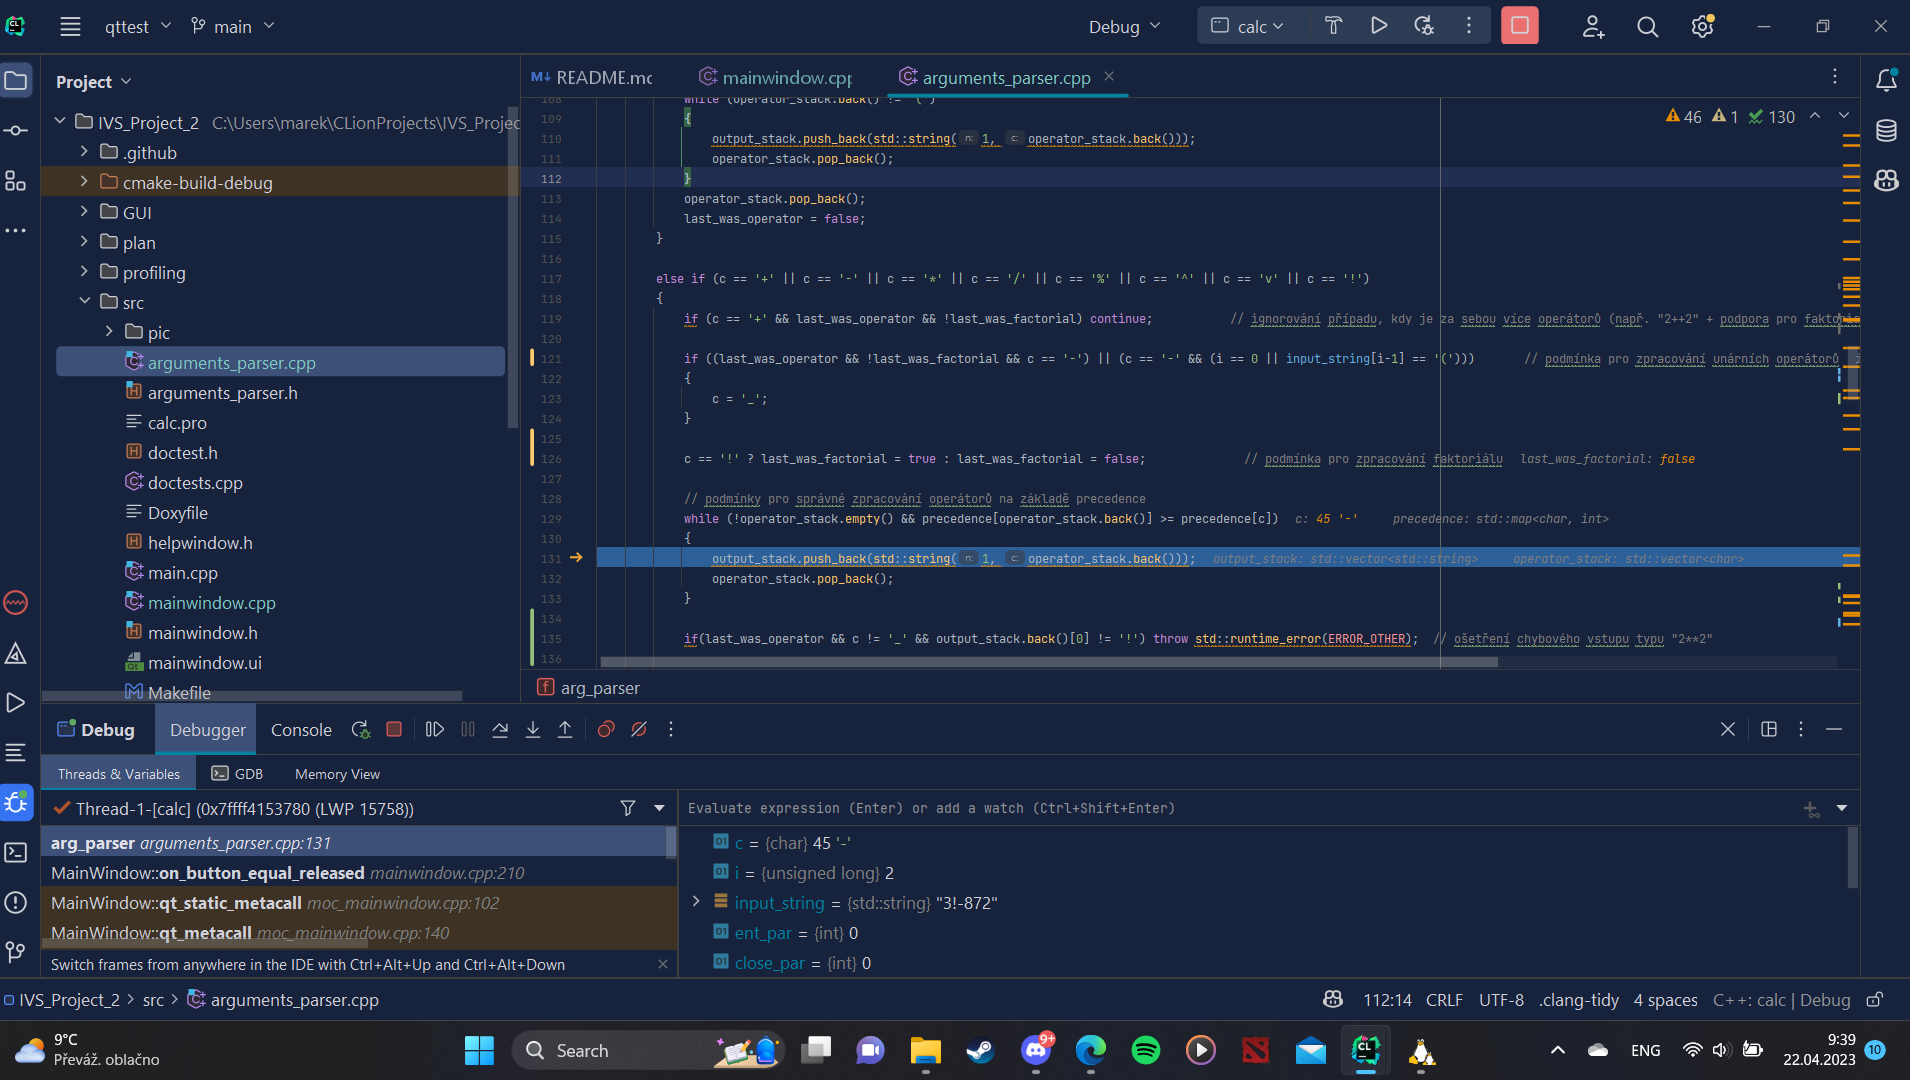 qttest
main
Debug
calc
Project
README.mc
mainwindow.cpp
arguments_parser.cpp
IVS_Project_2 C:\Users\marek\CLionProjects\IVS_Projec
.github
cmake-build-debug
GUI
plan
profiling
src
pic
arguments_parser.cpp
arguments_parser.h
calc.pro
doctest.h
doctests.cpp
Doxyfile
helpwindow.h
main.cpp
mainwindow.cpp
mainwindow.h
mainwindow.ui
Makefile
46 1 130
108 while (operator_stack.back() != '(')
109 {
110 output_stack.push_back(std::string( n: 1, c: operator_stack.back()));
111 operator_stack.pop_back();
112 }
113 operator_stack.pop_back();
114 last_was_operator = false;
115 }
116
117 else if (c == '+' || c == '-' || c == '*' || c == '/' || c == '%' || c == '^' || c == 'v' || c == '!')
118 {
119 if (c == '+' && last_was_operator && !last_was_factorial) continue; // ignorování případu, kdy je za sebou více operátorů (např. "2++2" + podpora pro faktoric
120
121 if ((last_was_operator && !last_was_factorial && c == '-') || (c == '-' && (i == 0 || input_string[i-1] == '('))) // podmínka pro zpracování unárních operátorů i
122 {
123 c = '_';
124 }
125
126 c == '!' ? last_was_factorial = true : last_was_factorial = false; // podmínka pro zpracování faktoriálu last_was_factorial: false
127
128 // podmínky pro správné zpracování operátorů na základě precedence
129 while (!operator_stack.empty() && precedence[operator_stack.back()] >= precedence[c]) c: 45 '-' precedence: std::map<char, int>
130 {
131 output_stack.push_back(std::string( n: 1, c: operator_stack.back())); output_stack: std::vector<std::string> operator_stack: std::vector<char>
132 operator_stack.pop_back();
133 }
134
135 if(last_was_operator && c != '_' && output_stack.back()[0] != '!') throw std::runtime_error(ERROR_OTHER); // ošetření chybového vstupu typu "2**2"
136
arg_parser
Debug Debugger Console
Threads & Variables GDB Memory View
Thread-1-[calc] (0x7ffff4153780 (LWP 15758))
arg_parser arguments_parser.cpp:131
MainWindow::on_button_equal_released mainwindow.cpp:210
MainWindow::qt_static_metacall moc_mainwindow.cpp:102
MainWindow::qt_metacall moc_mainwindow.cpp:140
Switch frames from anywhere in the IDE with Ctrl+Alt+Up and Ctrl+Alt+Down
Evaluate expression (Enter) or add a watch (Ctrl+Shift+Enter)
c = {char} 45 '-'
i = {unsigned long} 2
input_string = {std::string} "3!-872"
ent_par = {int} 0
close_par = {int} 0
IVS_Project_2 > src > arguments_parser.cpp
112:14 CRLF UTF-8 .clang-tidy 4 spaces C++: calc | Debug
9°C
Převáž. oblačno
Search
9+
ENG
9:39
22.04.2023
10